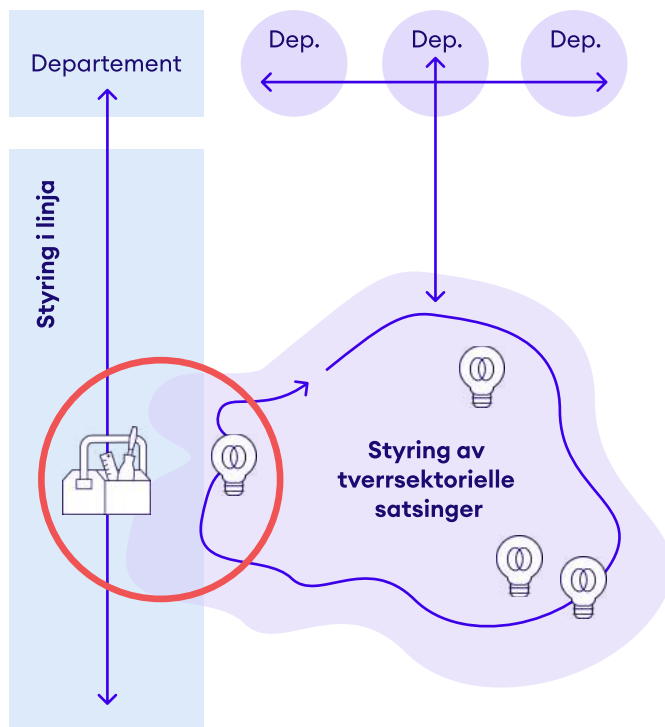 Departement
Dep.
Dep.
Dep.
Styring i linja
Styring av
tverrsektorielle
satsinger